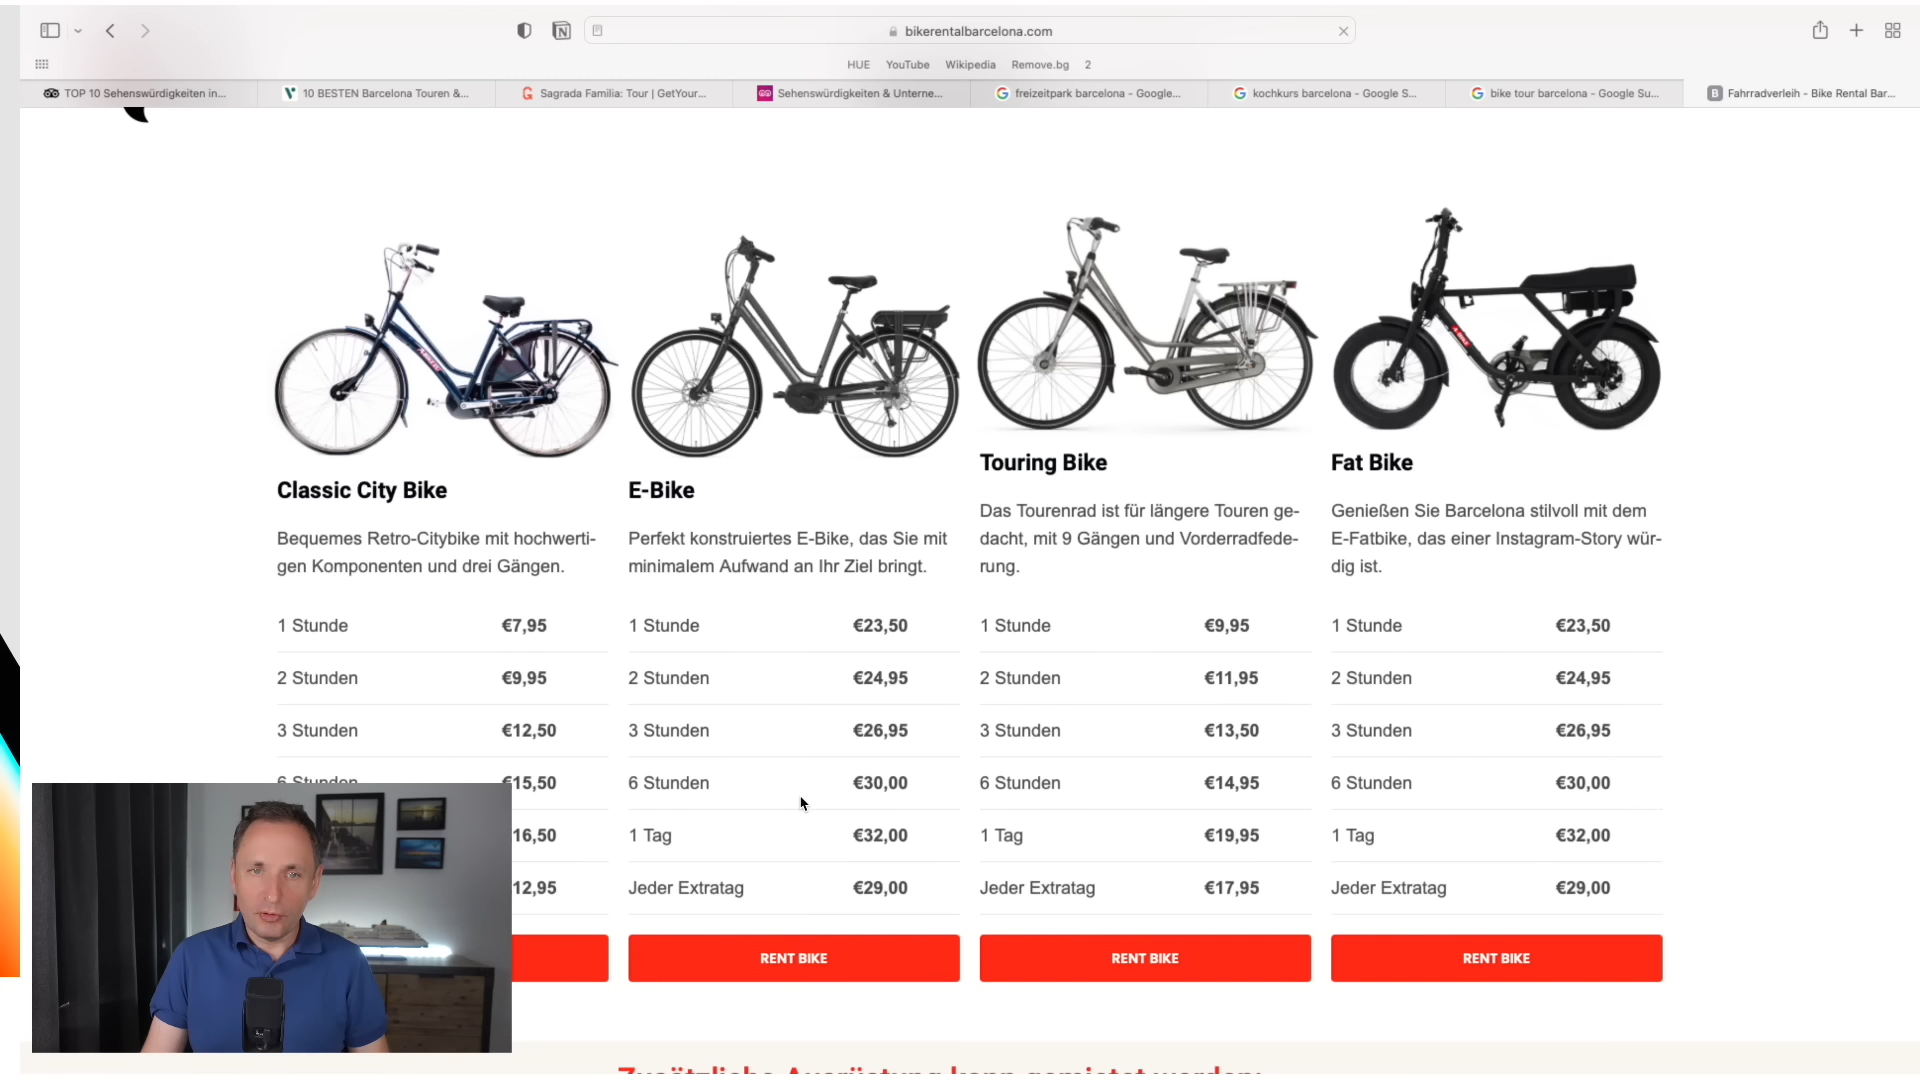 bikerentalbarcelona.com
HUE YouTube Wikipedia Remove.bg 2
TOP 10 Sehenswürdigkeiten in... 10 BESTEN Barcelona Touren &... Sagrada Familia: Tour | GetYour... Sehenswürdigkeiten & Unterne... freizeitpark barcelona - Google... kochkurs barcelona - Google S... bike tour barcelona - Google Su... B Fahrradverleih - Bike Rental Bar...
Classic City Bike
Bequemes Retro-Citybike mit hochwerti-
gen Komponenten und drei Gängen.
1 Stunde €7,95
2 Stunden €9,95
3 Stunden €12,50
6 Stunden €15,50
16,50
12,95
E-Bike
Perfekt konstruiertes E-Bike, das Sie mit
minimalem Aufwand an Ihr Ziel bringt.
1 Stunde €23,50
2 Stunden €24,95
3 Stunden €26,95
6 Stunden €30,00
1 Tag €32,00
Jeder Extratag €29,00
RENT BIKE
Touring Bike
Das Tourenrad ist für längere Touren ge-
dacht, mit 9 Gängen und Vorderradfede-
rung.
1 Stunde €9,95
2 Stunden €11,95
3 Stunden €13,50
6 Stunden €14,95
1 Tag €19,95
Jeder Extratag €17,95
RENT BIKE
Fat Bike
Genießen Sie Barcelona stilvoll mit dem
E-Fatbike, das einer Instagram-Story wür-
dig ist.
1 Stunde €23,50
2 Stunden €24,95
3 Stunden €26,95
6 Stunden €30,00
1 Tag €32,00
Jeder Extratag €29,00
RENT BIKE
Zusätzliche Ausrüstung kann gemietet werden: